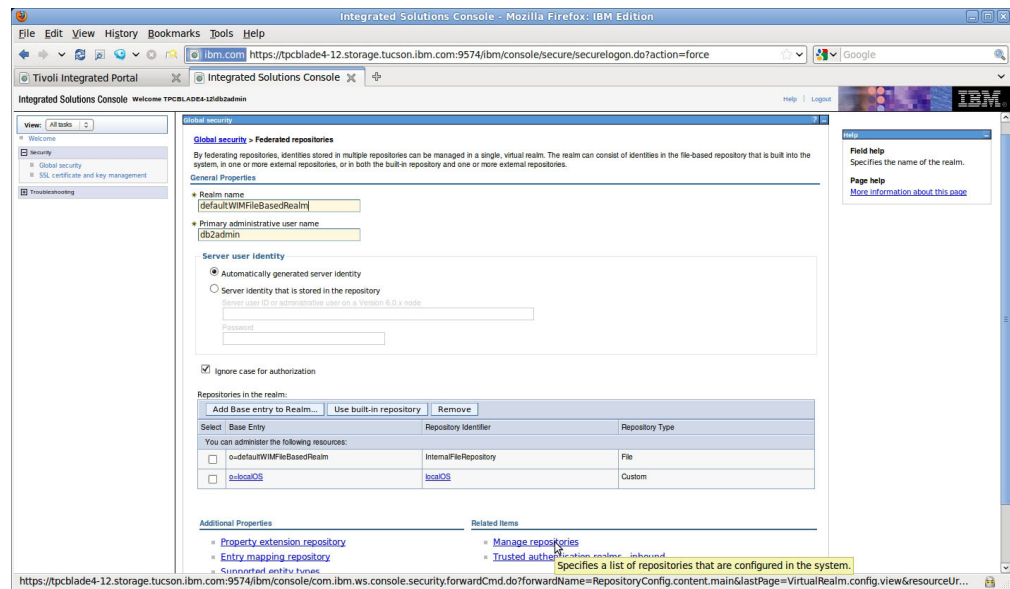 Integrated Solutions Console - Mozilla Firefox: IBM Edition
File Edit View History Bookmarks Tools Help
ibm.com https://tpcblade4-12.storage.tucson.ibm.com:9574/ibm/console/secure/securelogon.do?action=force
Google
Tivoli Integrated Portal
Integrated Solutions Console
Integrated Solutions Console Welcome TPCBLADE4-12\db2admin
Help | Logout
IBM.
View: All tasks
Welcome
Security
Global security
SSL certificate and key management
Troubleshooting
Global security
? –
Global security > Federated repositories
By federating repositories, identities stored in multiple repositories can be managed in a single, virtual realm. The realm can consist of identities in the file-based repository that is built into the
system, in one or more external repositories, or in both the built-in repository and one or more external repositories.
General Properties
* Realm name
defaultWIMFileBasedRealm
* Primary administrative user name
db2admin
Server user identity
Automatically generated server identity
Server identity that is stored in the repository
Server user ID or administrative user on a Version 6.0.x node
Password
Ignore case for authorization
Repositories in the realm:
Add Base entry to Realm... Use built-in repository Remove
Select Base Entry Repository Identifier Repository Type
You can administer the following resources:
o=defaultWIMFileBasedRealm InternalFileRepository File
o=localOS localOS Custom
Additional Properties
Property extension repository
Entry mapping repository
Supported entity types
Related Items
Manage repositories
Trusted authentication realms - inbound
Specifies a list of repositories that are configured in the system.
Help
Field help
Specifies the name of the realm.
Page help
More information about this page
https://tpcblade4-12.storage.tucson.ibm.com:9574/ibm/console/com.ibm.ws.console.security.forwardCmd.do?forwardName=RepositoryConfig.content.main&lastPage=VirtualRealm.config.view&resourceUr...